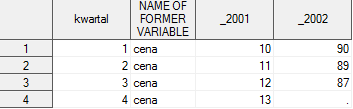 kwartal NAME OF FORMER VARIABLE _2001 _2002
1 1 cena 10 90
2 2 cena 11 89
3 3 cena 12 87
4 4 cena 13 .